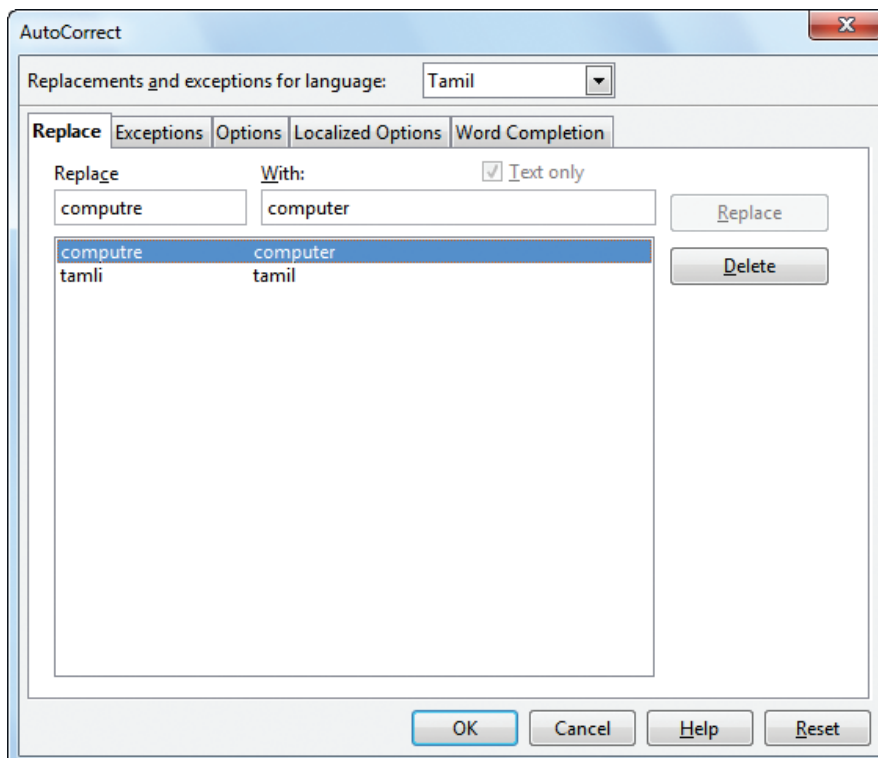 AutoCorrect
X
Replacements and exceptions for language: Tamil
Replace Exceptions Options Localized Options Word Completion
Replace With: Text only
computre computer Replace
computre computer
Delete
tamli tamil
OK Cancel Help Reset